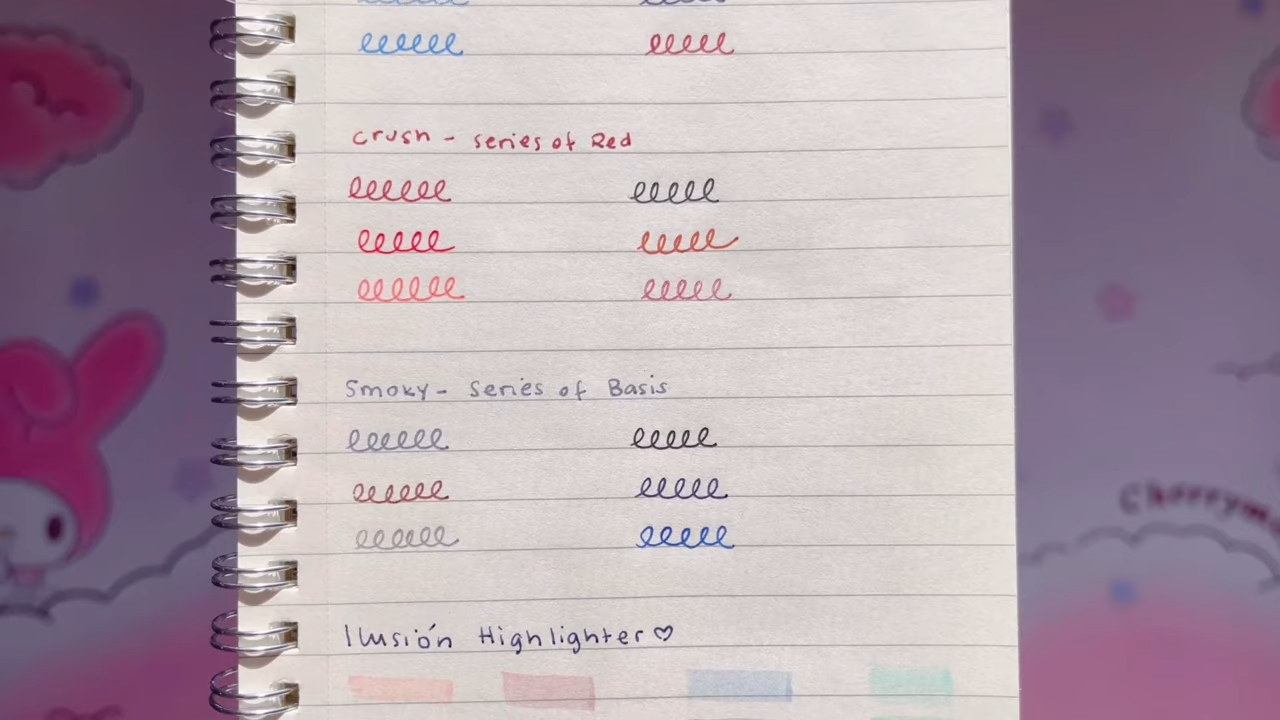 Crush - series of Red
Smoky - Series of Basis
Ilusión Highlighter♡